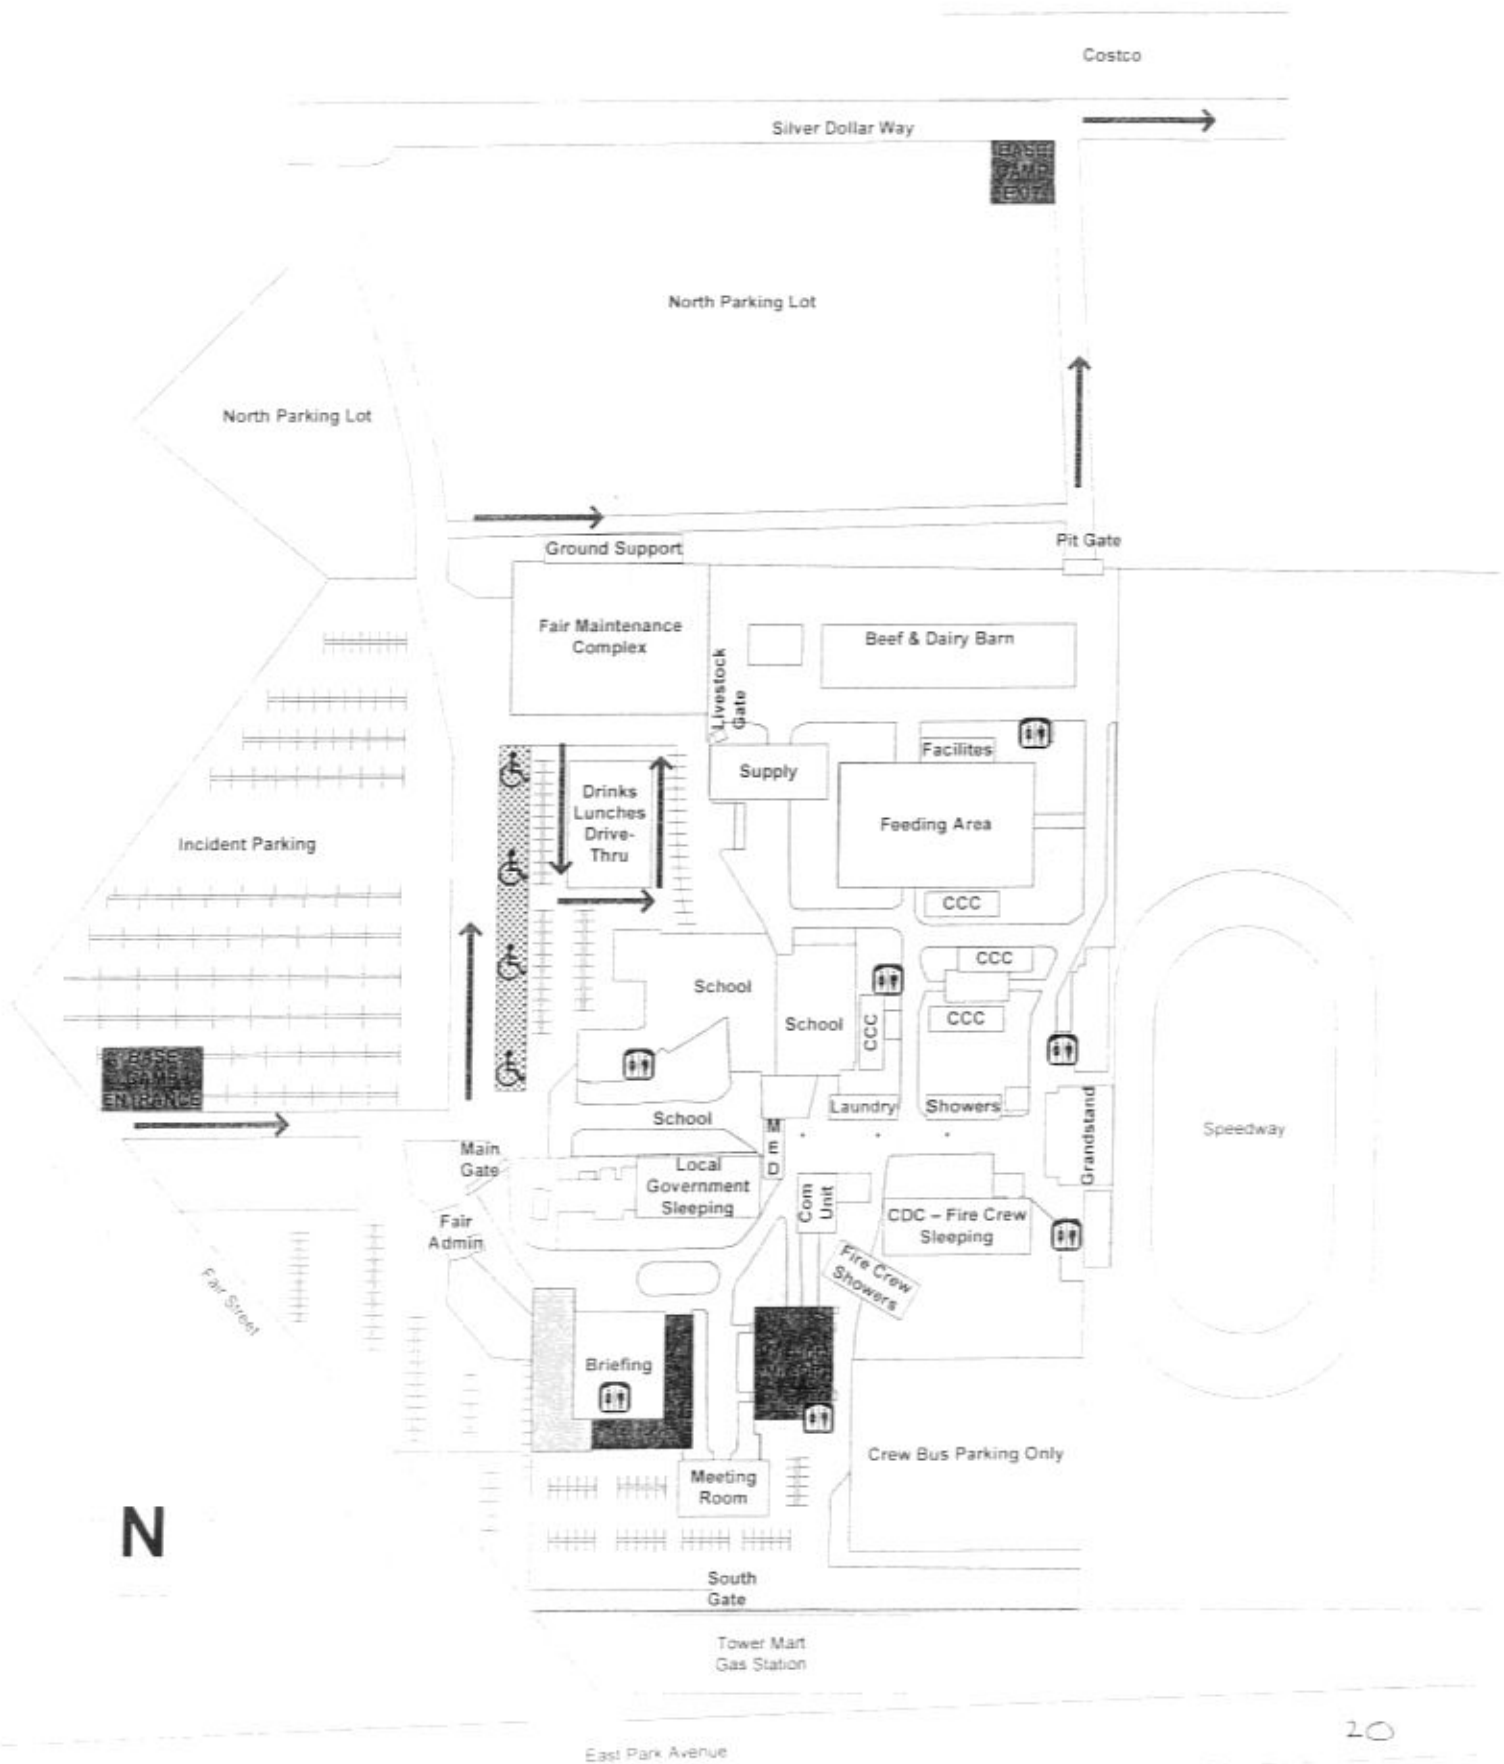 Costco
Silver Dollar Way
BASE
CAMP
EXIT
North Parking Lot
North Parking Lot
Pit Gate
Ground Support
Fair Maintenance
Complex
Beef & Dairy Barn
Livestock
Gate
Facilites
Supply
Drinks
Lunches
Drive-
Thru
Feeding Area
Incident Parking
CCC
CCC
School
School
CCC
CCC
BASE
CAMP
ENTRANCE
Laundry
Showers
School
MED
Grandstand
Speedway
Main
Gate
Local
Government
Sleeping
Com
Unit
CDC – Fire Crew
Sleeping
Fair
Admin
Fire Crew
Showers
Fair Street
Briefing
Crew Bus Parking Only
Meeting
Room
N
South
Gate
Tower Mart
Gas Station
20
East Park Avenue